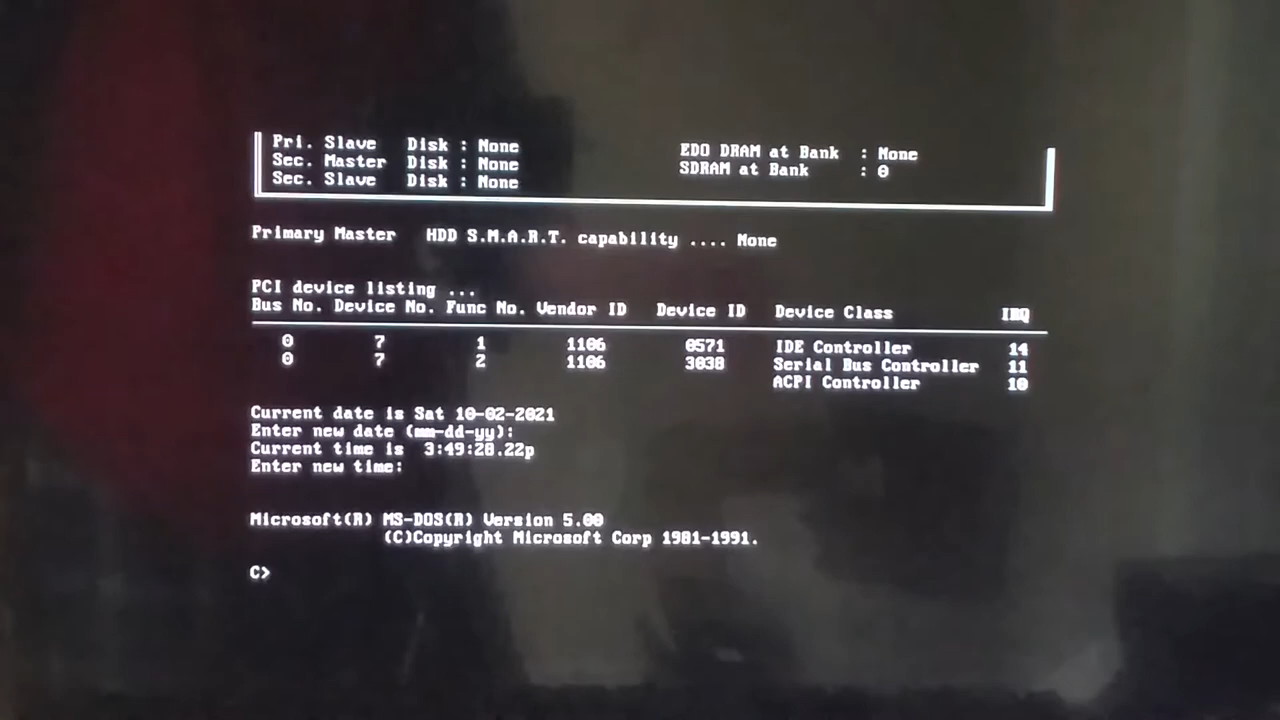 Pri. Slave Disk : None EDO DRAM at Bank : None
Sec. Master Disk : None SDRAM at Bank : 0
Sec. Slave Disk : None
Primary Master HDD S.M.A.R.T. capability .... None
PCI device listing ...
Bus No. Device No. Func No. Vendor ID Device ID Device Class IRQ
0 7 1 1106 0571 IDE Controller 14
0 7 2 1106 3038 Serial Bus Controller 11
ACPI Controller 10
Current date is Sat 10-02-2021
Enter new date (mm-dd-yy):
Current time is 3:49:28.22p
Enter new time:
Microsoft(R) MS-DOS(R) Version 5.00
(C)Copyright Microsoft Corp 1981-1991.
C>